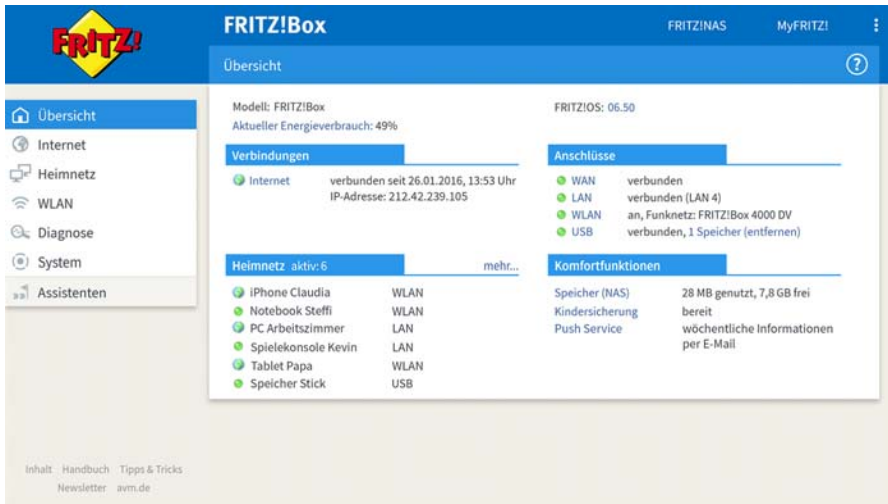 FRITZ!
FRITZ!Box
FRITZ!NAS MyFRITZ!
Übersicht
Übersicht
Internet
Heimnetz
WLAN
Diagnose
System
Assistenten
Inhalt Handbuch Tipps & Tricks
Newsletter avm.de
Modell: FRITZ!Box
Aktueller Energieverbrauch: 49%
FRITZ!OS: 06.50
Verbindungen
Internet verbunden seit 26.01.2016, 13:53 Uhr
IP-Adresse: 212.42.239.105
Anschlüsse
WAN verbunden
LAN verbunden (LAN 4)
WLAN an, Funknetz: FRITZ!Box 4000 DV
USB verbunden, 1 Speicher (entfernen)
Heimnetz aktiv: 6 mehr...
iPhone Claudia WLAN
Notebook Steffi WLAN
PC Arbeitszimmer LAN
Spielekonsole Kevin LAN
Tablet Papa WLAN
Speicher Stick USB
Komfortfunktionen
Speicher (NAS) 28 MB genutzt, 7,8 GB frei
Kindersicherung bereit
Push Service wöchentliche Informationen
per E-Mail